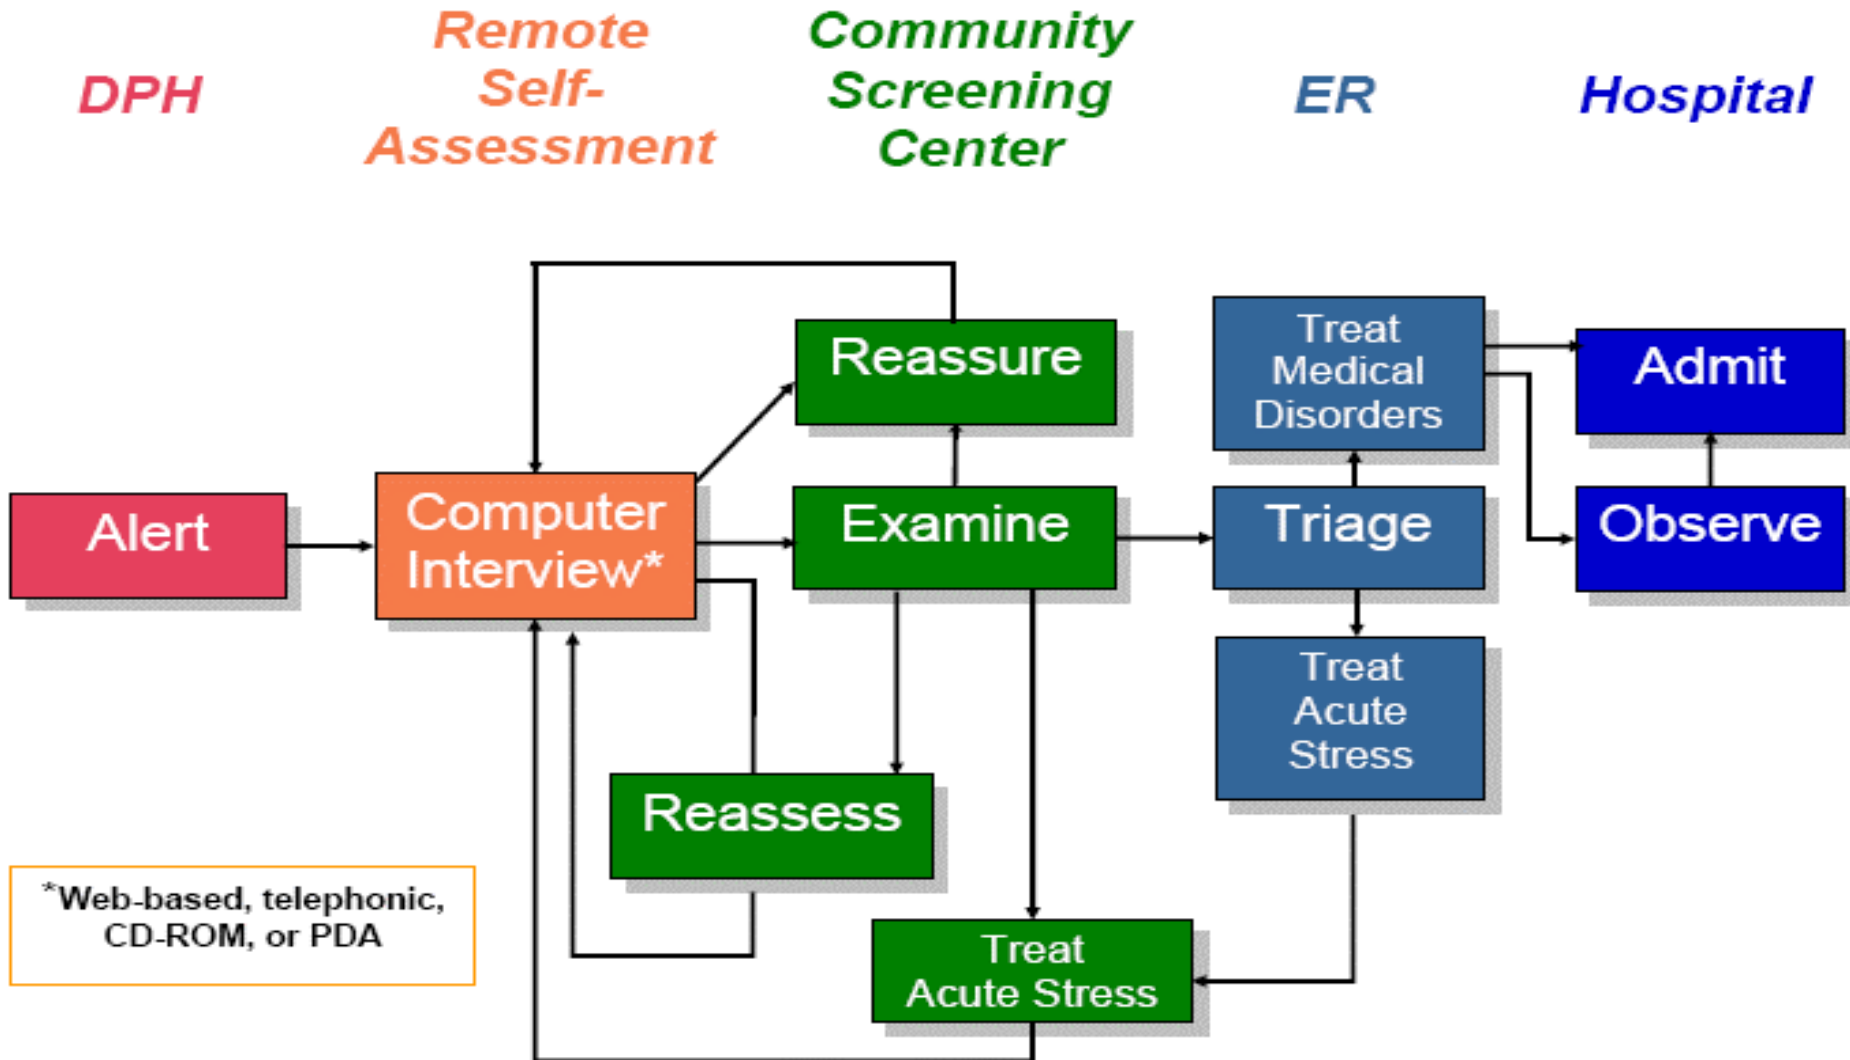 DPH
Remote
Self-
Assessment
Community
Screening
Center
ER
Hospital
Alert
Computer
Interview*
Reassure
Examine
Reassess
Treat
Acute Stress
Treat
Medical
Disorders
Triage
Treat
Acute
Stress
Admit
Observe
*Web-based, telephonic,
CD-ROM, or PDA